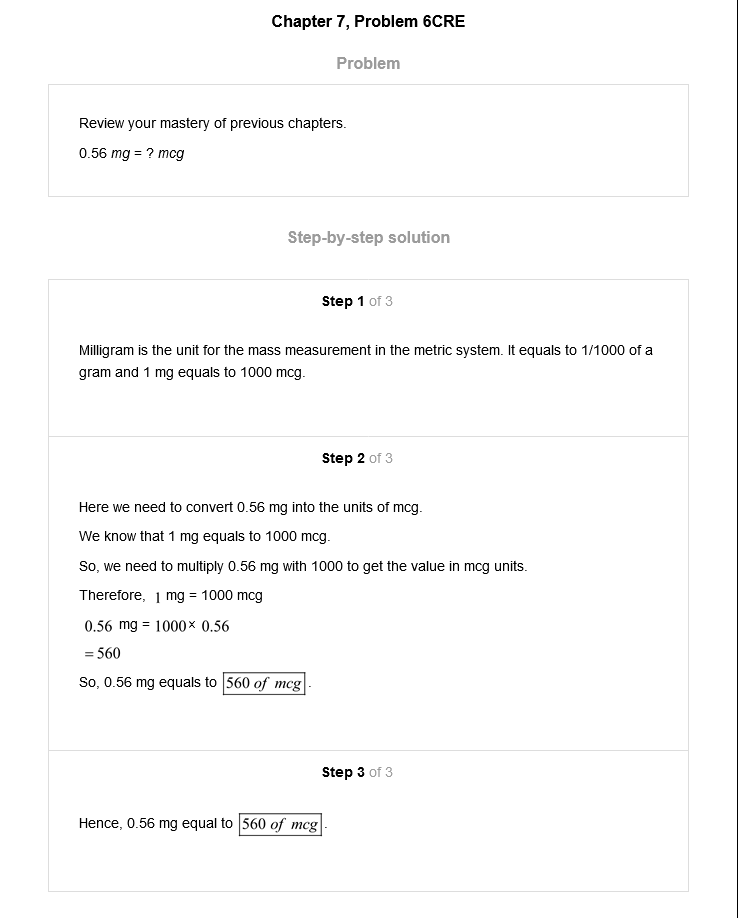 Chapter 7, Problem 6CRE
Problem
Review your mastery of previous chapters.
0.56 mg = ? mcg
Step-by-step solution
Step 1 of 3
Milligram is the unit for the mass measurement in the metric system. It equals to 1/1000 of a
gram and 1 mg equals to 1000 mcg.
Step 2 of 3
Here we need to convert 0.56 mg into the units of mcg.
We know that 1 mg equals to 1000 mcg.
So, we need to multiply 0.56 mg with 1000 to get the value in mcg units.
Therefore, 1 mg = 1000 mcg
0.56 mg = 1000× 0.56
= 560
So, 0.56 mg equals to 560 of mcg.
Step 3 of 3
Hence, 0.56 mg equal to 560 of mcg.